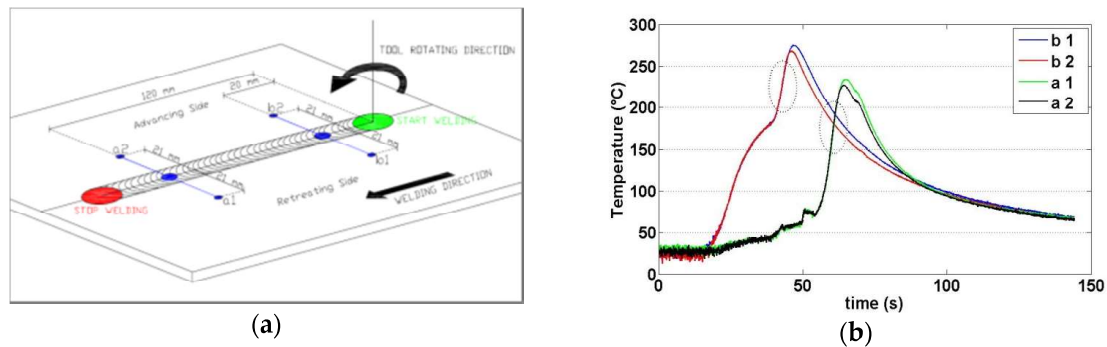 TOOL ROTATING DIRECTION
120 mm
20 mm
Advancing Side
b2
21 mm
START WELDING
a2
21 mm
21 mm
b1
21 mm
Retreating Side
WELDING DIRECTION
a1
STOP WELDING
(a)
300
250
200
150
100
50
0
Temperature (ºC)
b 1
b 2
a 1
a 2
0
50
100
150
time (s)
(b)